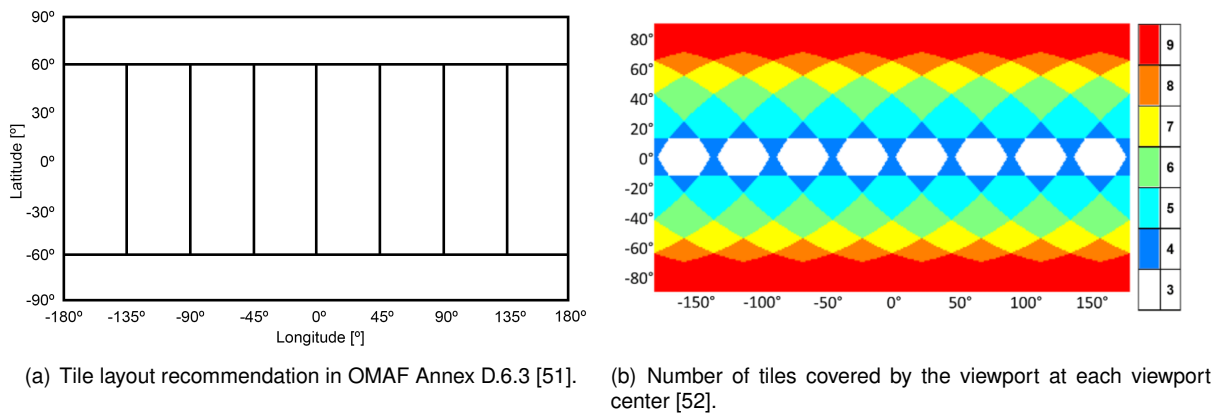 90º
60º
30º
0º
-30º
-60º
-90º
Latitude [º]
-180º -135º -90º -45º 0º 45º 90º 135º 180º
Longitude [º]
(a) Tile layout recommendation in OMAF Annex D.6.3 [51].
80°
60°
40°
20°
0°
-20°
-40°
-60°
-80°
-150° -100° -50° 0° 50° 100° 150°
9
8
7
6
5
4
3
(b) Number of tiles covered by the viewport at each viewport
center [52].